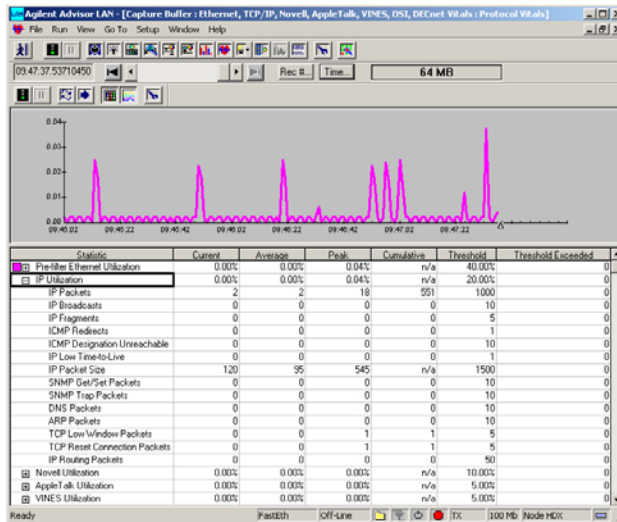 Agilent Advisor LAN - [Capture Buffer : Ethernet, TCP/IP, Novell, AppleTalk, VINES, OSI, DECnet Vitals : Protocol Vitals]
File Run View Go To Setup Window Help
09:47:37.53710450 Rec #... Time... 64 MB
0.04
0.03
0.02
0.01
0.00
09:45:02 09:45:22 09:45:42 09:46:02 09:46:22 09:46:42 09:47:02 09:47:22
Statistic Current Average Peak Cumulative Threshold Threshold Exceeded
Pre-filter Ethernet Utilization 0.00% 0.00% 0.04% n/a 40.00% 0
IP Utilization 0.00% 0.00% 0.04% n/a 20.00% 0
IP Packets 2 2 18 551 1000 0
IP Broadcasts 0 0 0 0 10 0
IP Fragments 0 0 0 0 5 0
ICMP Redirects 0 0 0 0 1 0
ICMP Designation Unreachable 0 0 0 0 10 0
IP Low Time-to-Live 0 0 0 0 1 0
IP Packet Size 120 95 545 n/a 1500 0
SNMP Get/Set Packets 0 0 0 0 10 0
SNMP Trap Packets 0 0 0 0 10 0
DNS Packets 0 0 0 0 10 0
ARP Packets 0 0 0 0 10 0
TCP Low Window Packets 0 0 1 1 5 0
TCP Reset Connection Packets 0 0 1 1 5 0
IP Routing Packets 0 0 0 0 50 0
Novell Utilization 0.00% 0.00% 0.00% n/a 10.00% 0
AppleTalk Utilization 0.00% 0.00% 0.00% n/a 5.00% 0
VINES Utilization 0.00% 0.00% 0.00% n/a 5.00% 0
Ready FastEth Off-Line TX 100 Mb Node HDX